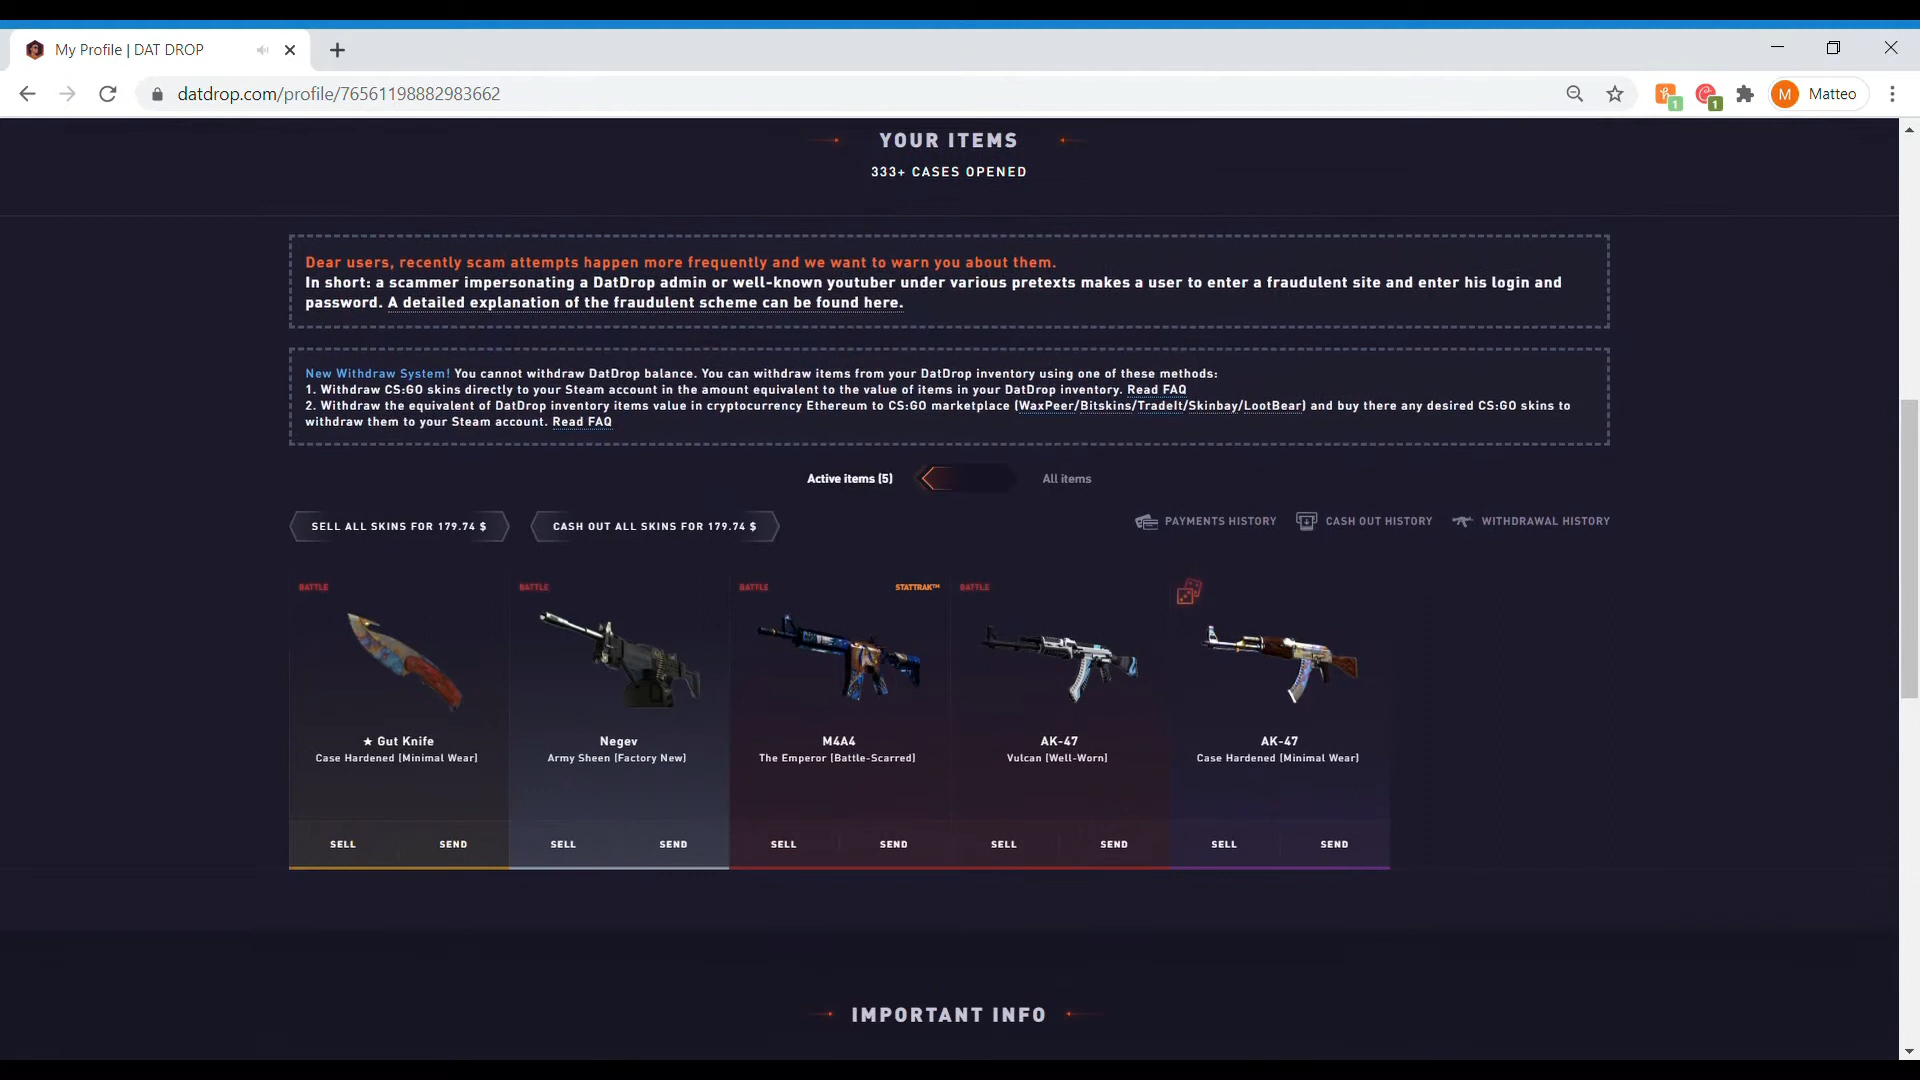 My Profile | DAT DROP
datdrop.com/profile/76561198882983662
1
1
M
Matteo
YOUR ITEMS
333+ CASES OPENED
Dear users, recently scam attempts happen more frequently and we want to warn you about them.
In short: a scammer impersonating a DatDrop admin or well-known youtuber under various pretexts makes a user to enter a fraudulent site and enter his login and
password. A detailed explanation of the fraudulent scheme can be found here.
New Withdraw System! You cannot withdraw DatDrop balance. You can withdraw items from your DatDrop inventory using one of these methods:
1. Withdraw CS:GO skins directly to your Steam account in the amount equivalent to the value of items in your DatDrop inventory. Read FAQ
2. Withdraw the equivalent of DatDrop inventory items value in cryptocurrency Ethereum to CS:GO marketplace (WaxPeer/Bitskins/TradeIt/Skinbay/LootBear) and buy there any desired CS:GO skins to
withdraw them to your Steam account. Read FAQ
Active items (5)
All items
SELL ALL SKINS FOR 179.74 $
CASH OUT ALL SKINS FOR 179.74 $
PAYMENTS HISTORY
CASH OUT HISTORY
WITHDRAWAL HISTORY
BATTLE
BATTLE
BATTLE
STATTRAK™
BATTLE
★ Gut Knife
Case Hardened (Minimal Wear)
Negev
Army Sheen (Factory New)
M4A4
The Emperor (Battle-Scarred)
AK-47
Vulcan (Well-Worn)
AK-47
Case Hardened (Minimal Wear)
SELL
SEND
SELL
SEND
SELL
SEND
SELL
SEND
SELL
SEND
IMPORTANT INFO